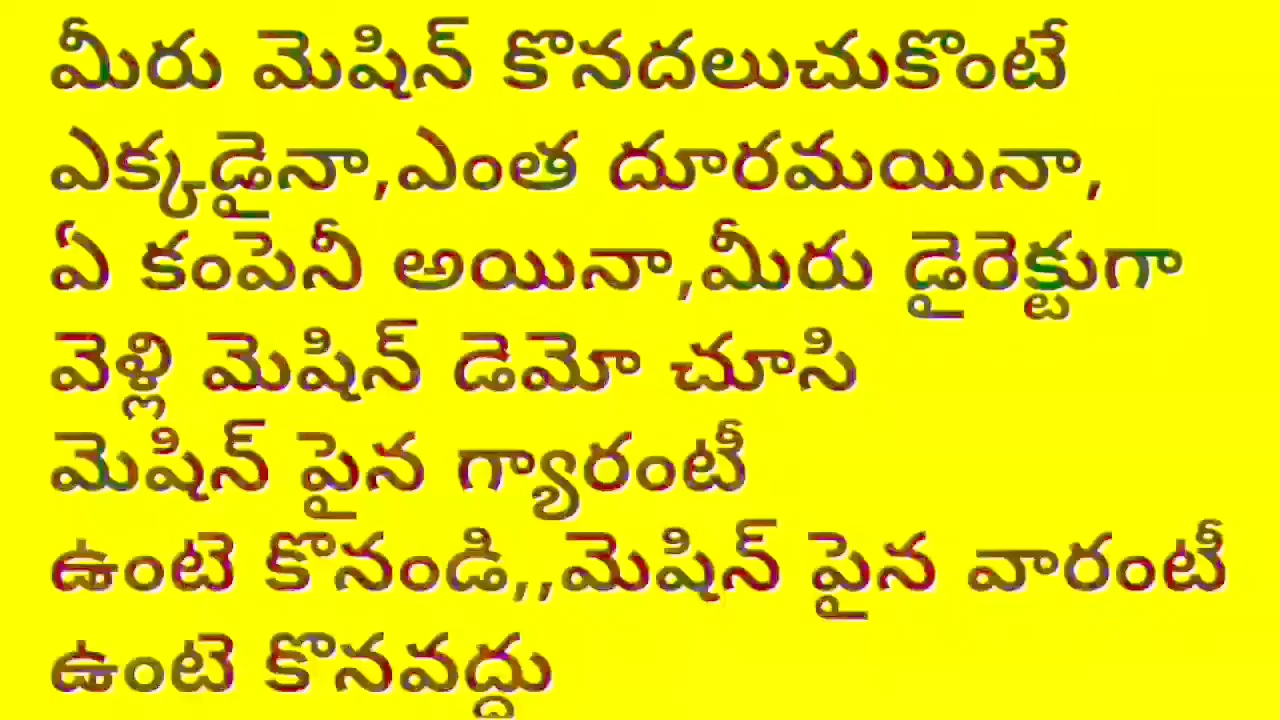 మీరు మెషిన్ కొనదలుచుకొంటే
ఎక్కడైనా,ఎంత దూరమయినా,
ఏ కంపెనీ అయినా,మీరు డైరెక్టుగా
వెళ్లి మెషిన్ డెమో చూసి
మెషిన్ పైన గ్యారంటీ
ఉంటె కొనండి,,మెషిన్ పైన వారంటీ
ఉంటె కొనవద్దు